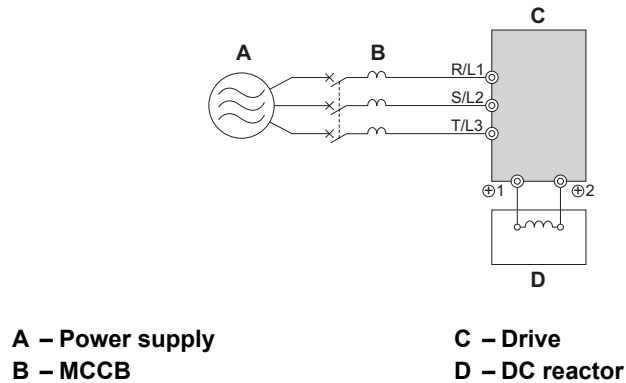 C
A
B
R/L1
S/L2
T/L3
⊕1
⊕2
D
A – Power supply
B – MCCB
C – Drive
D – DC reactor